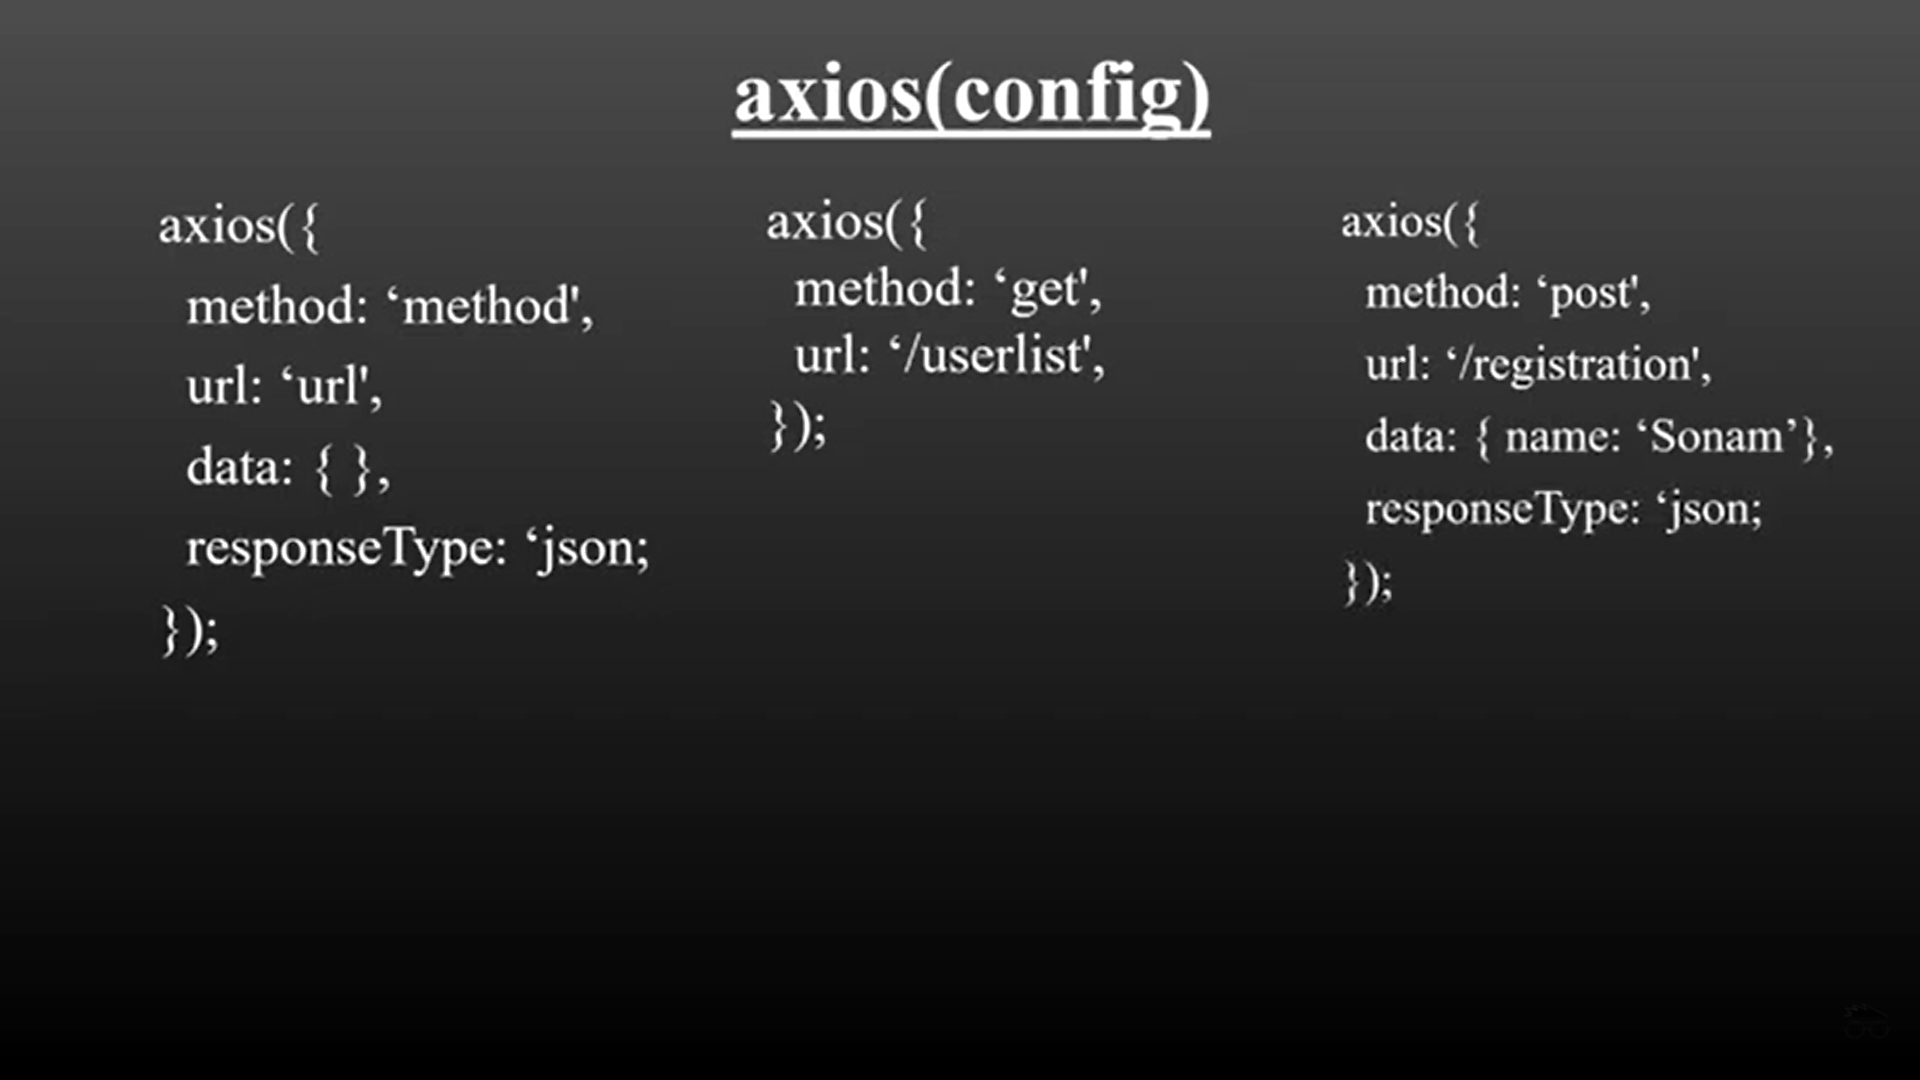 axios(config)
axios({
method: ‘method',
url: ‘url',
data: { },
responseType: ‘json;
});
axios({
method: ‘get',
url: ‘/userlist',
});
axios({
method: ‘post',
url: ‘/registration',
data: { name: ‘Sonam’},
responseType: ‘json;
});